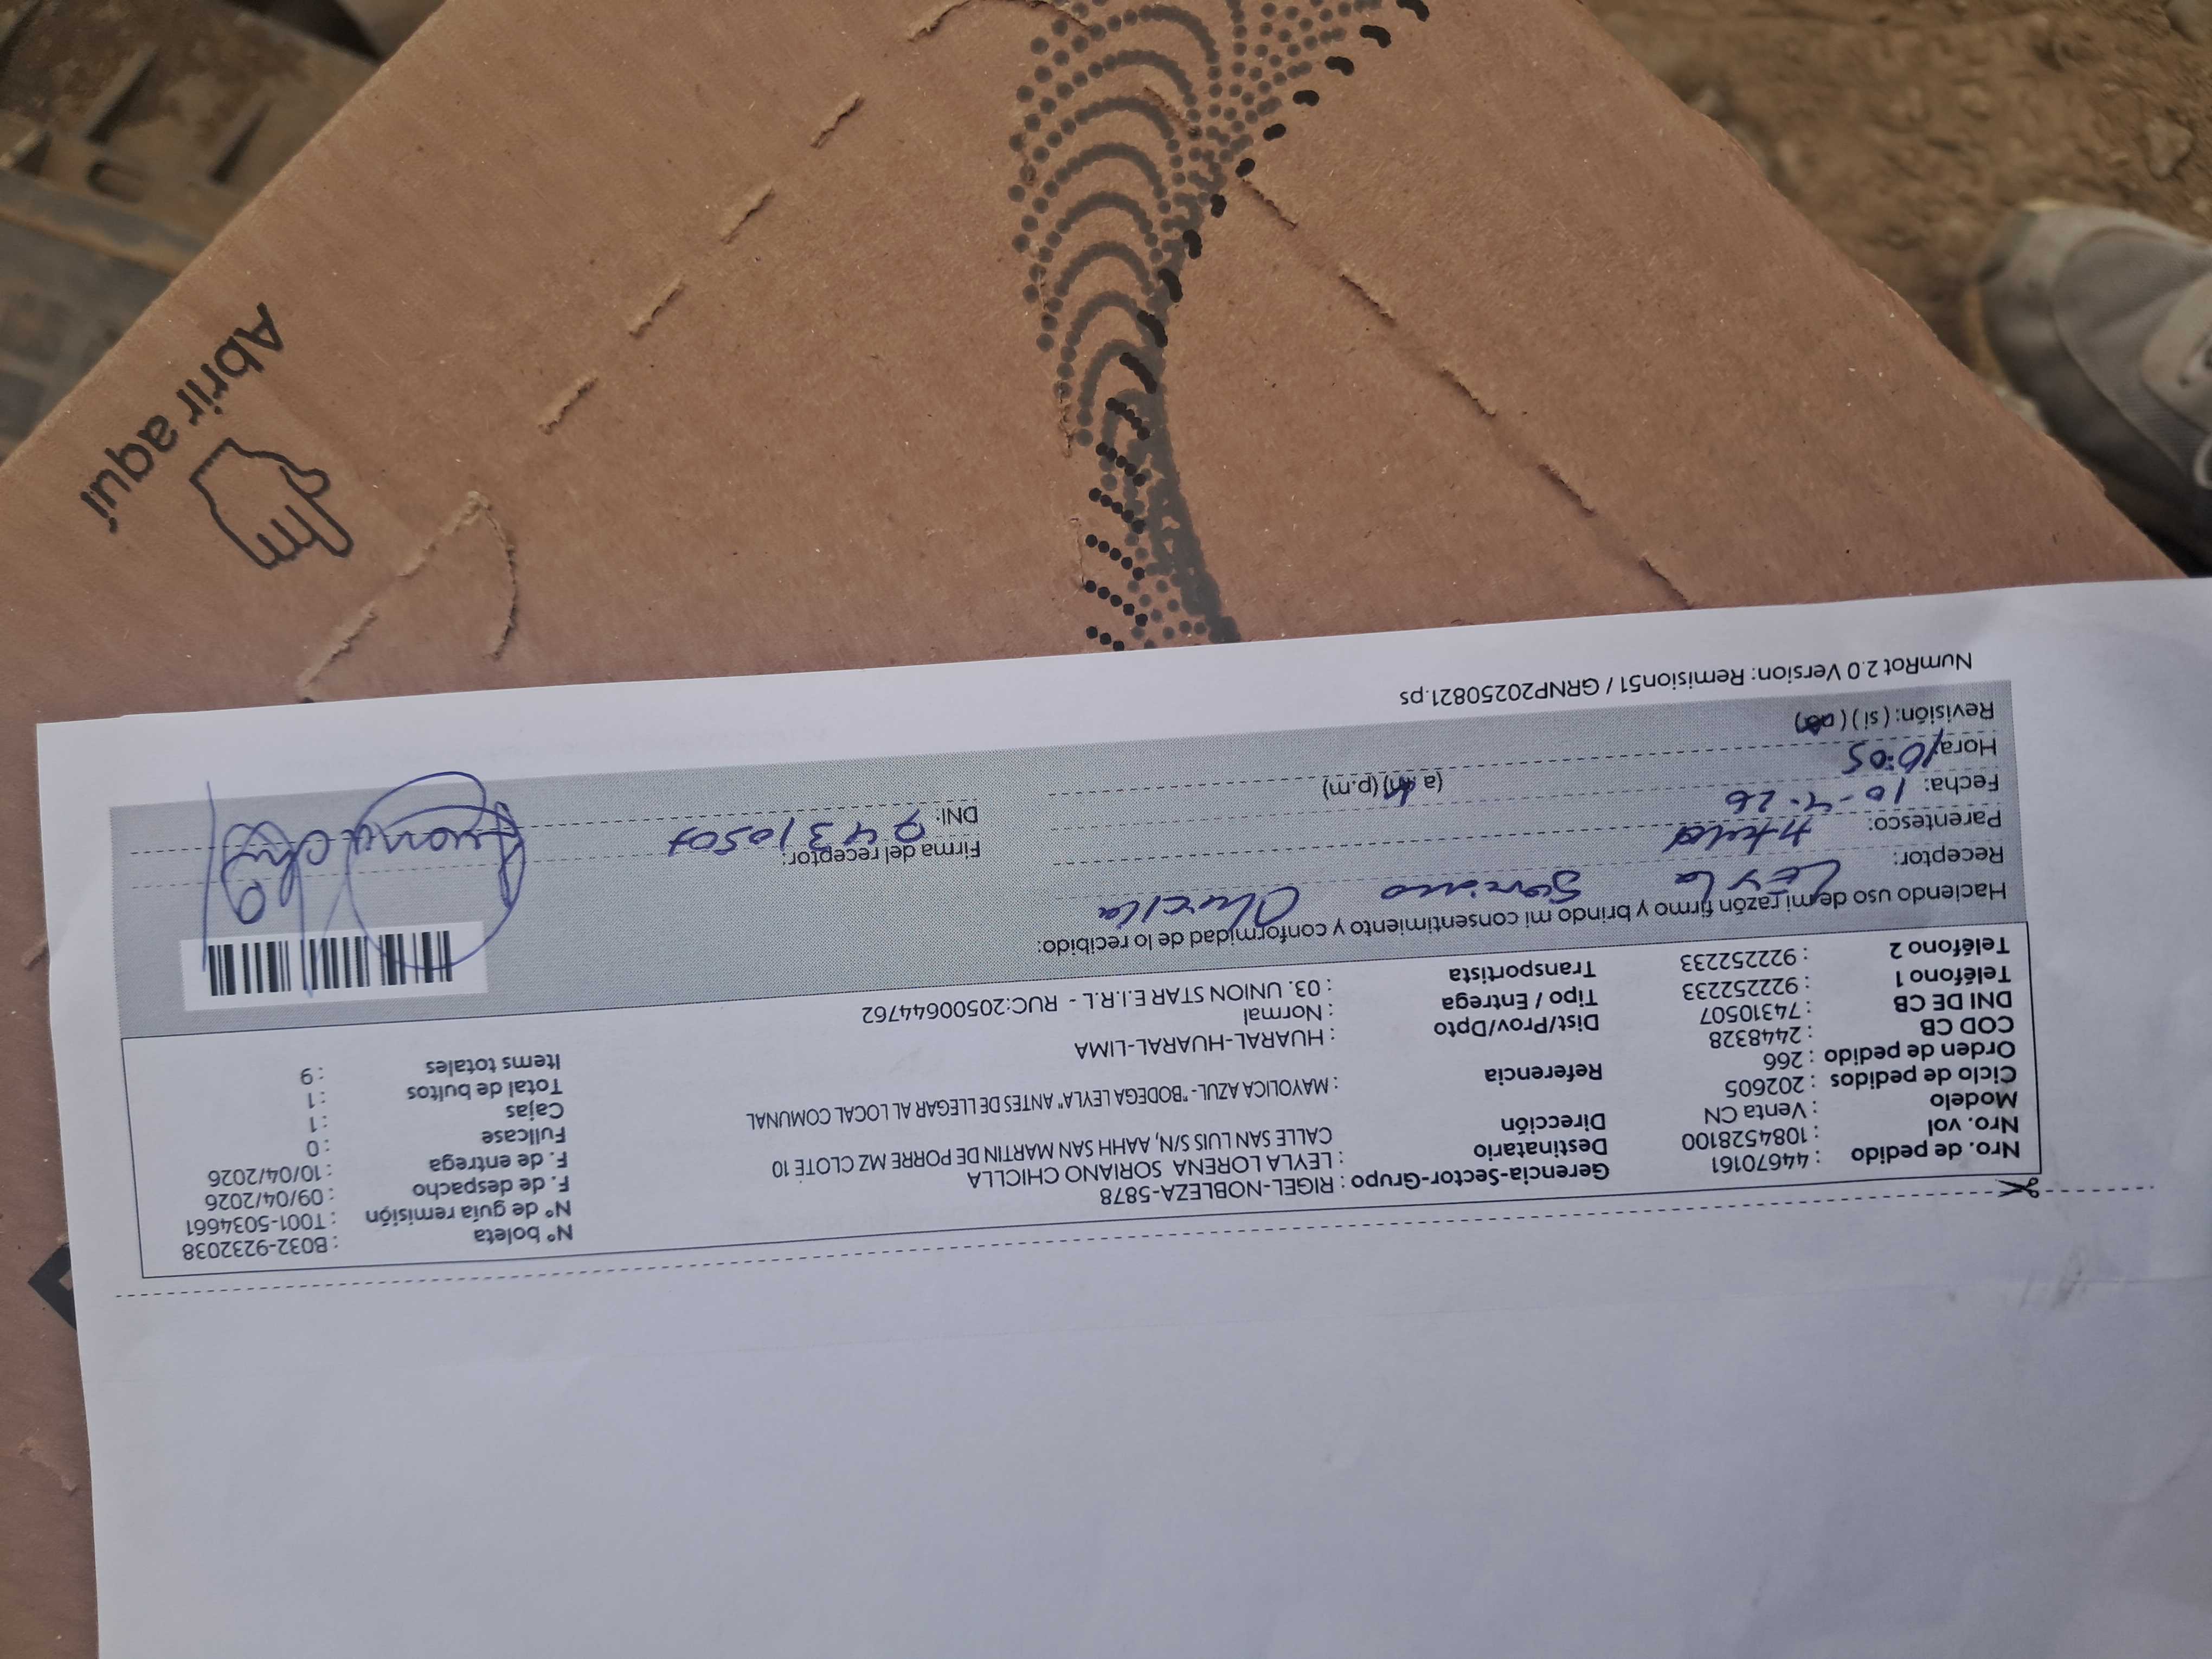 Nro. de pedido : 44670161 Gerencia-Sector-Grupo : RIGEL-NOBLEZA-5878 N° boleta : B032-9232038
Nro. vol : 1084528100 Destinatario : LEYLA LORENA SORIANO CHICLLA N° de guía remisión : T001-5034661
Modelo : Venta CN Dirección CALLE SAN LUIS S/N, AAHH SAN MARTIN DE PORRE MZ CLOTE 10 F. de despacho : 09/04/2026
Ciclo de pedidos : 202605 F. de entrega : 10/04/2026
Orden de pedido : 266 Referencia : MAYOLICA AZUL- "BODEGA LEYLA" ANTES DE LLEGAR AL LOCAL COMUNAL Fullcase : 0
COD CB : 2448328 Cajas : 1
DNI DE CB : 74310507 Dist/Prov/Dpto : HUARAL-HUARAL-LIMA Total de bultos : 1
Teléfono 1 : 922252233 Tipo / Entrega : Normal Items totales : 9
Teléfono 2 : 922252233 Transportista : 03. UNION STAR E.I.R.L - RUC:20500644762
Haciendo uso de mi razón firmo y brindo mi consentimiento y conformidad de lo recibido:
Receptor: Leyla Soriano Firma del receptor:
Parentesco: DNI: 74310507
Fecha: 10-4-26
Hora: 10:05 (a.m) (p.m)
Revisión: ( si ) ( no )
NumRot 2.0 Version: Remision51 / GRNP20250821.ps
Abrir aquí